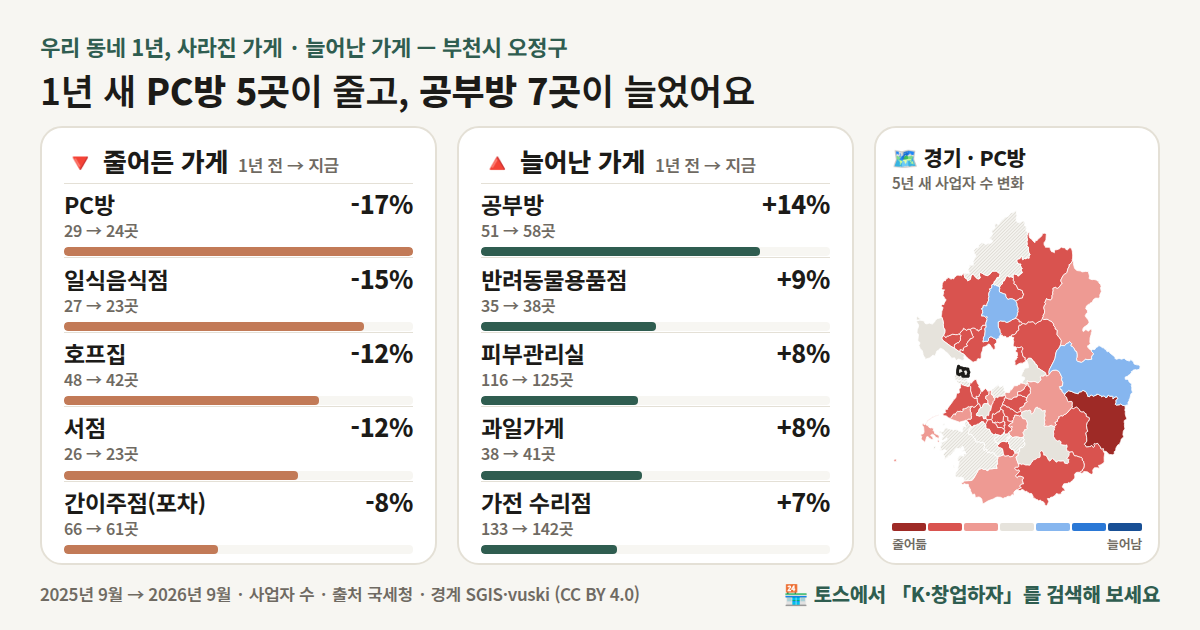 우리 동네 1년, 사라진 가게 · 늘어난 가게 — 부천시 오정구
1년 새 PC방 5곳이 줄고, 공부방 7곳이 늘었어요
줄어든 가게 1년 전 → 지금
PC방 -17%
29 → 24곳
일식음식점 -15%
27 → 23곳
호프집 -12%
48 → 42곳
서점 -12%
26 → 23곳
간이주점(포차) -8%
66 → 61곳
늘어난 가게 1년 전 → 지금
공부방 +14%
51 → 58곳
반려동물용품점 +9%
35 → 38곳
피부관리실 +8%
116 → 125곳
과일가게 +8%
38 → 41곳
가전 수리점 +7%
133 → 142곳
경기 · PC방
5년 새 사업자 수 변화
줄어듦 늘어남
2025년 9월 → 2026년 9월 · 사업자 수 · 출처 국세청 · 경계 SGIS·vuski (CC BY 4.0)
토스에서 「K·창업하자」를 검색해 보세요